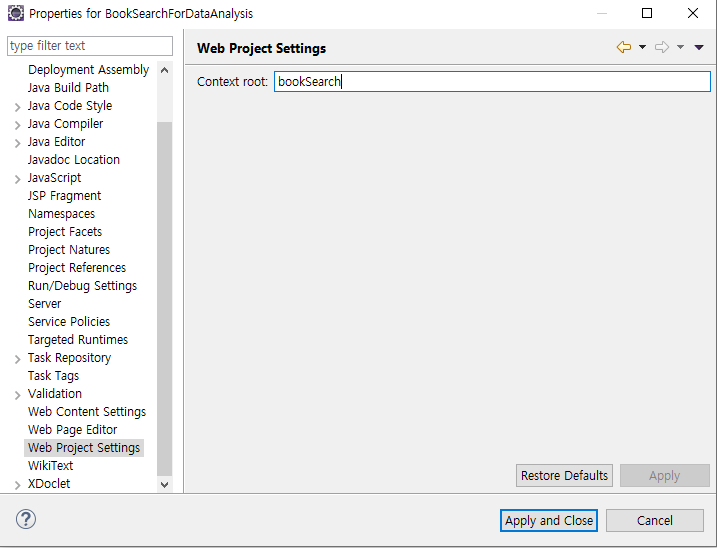 Properties for BookSearchForDataAnalysis
type filter text
Deployment Assembly
Java Build Path
Java Code Style
Java Compiler
Java Editor
Javadoc Location
JavaScript
JSP Fragment
Namespaces
Project Facets
Project Natures
Project References
Run/Debug Settings
Server
Service Policies
Targeted Runtimes
Task Repository
Task Tags
Validation
Web Content Settings
Web Page Editor
Web Project Settings
WikiText
XDoclet
Web Project Settings
Context root: bookSearch
Restore Defaults Apply
? Apply and Close Cancel